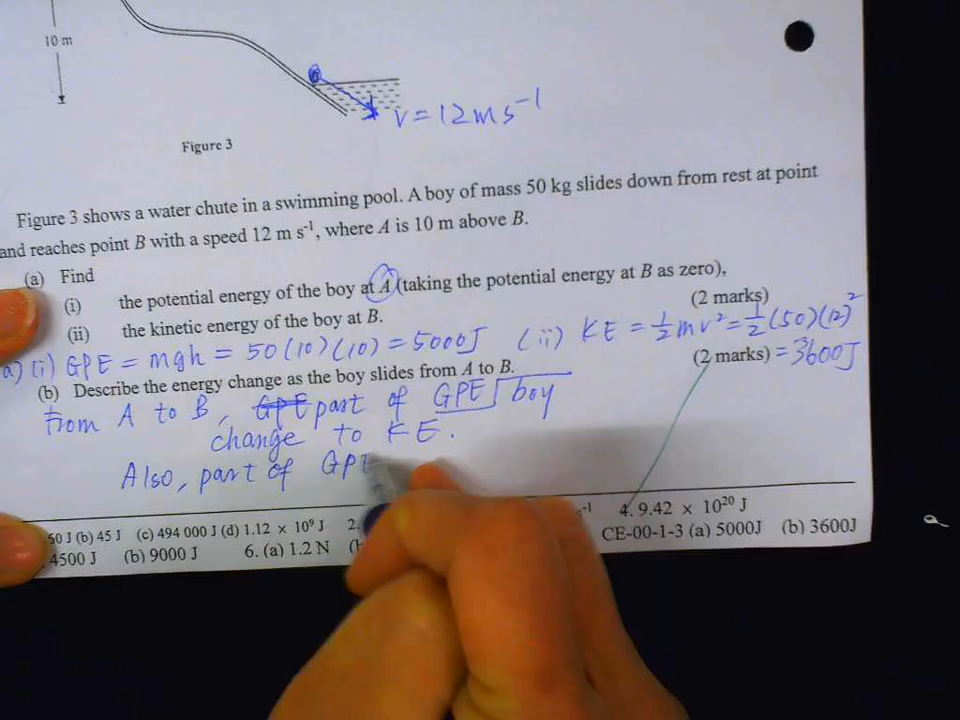 10 m
v = 12 m s⁻¹
Figure 3
Figure 3 shows a water chute in a swimming pool. A boy of mass 50 kg slides down from rest at point
and reaches point B with a speed 12 m s⁻¹, where A is 10 m above B.
(a) Find
(i) the potential energy of the boy at A (taking the potential energy at B as zero),
(2 marks)
(ii) the kinetic energy of the boy at B.
(2 marks)
a) (i) GPE = mgh = 50(10)(10) = 5000J (ii) KE = ½mv² = ½(50)(12)²
= 3600J
(b) Describe the energy change as the boy slides from A to B.
from A to B, GPE part of GPE boy
change to KE.
Also, part of GPE
50 J (b) 45 J (c) 494 000 J (d) 1.12 × 10⁹ J 2. -1 4. 9.42 × 10²⁰ J
4500 J (b) 9000 J 6. (a) 1.2 N (b CE-00-1-3 (a) 5000J (b) 3600J